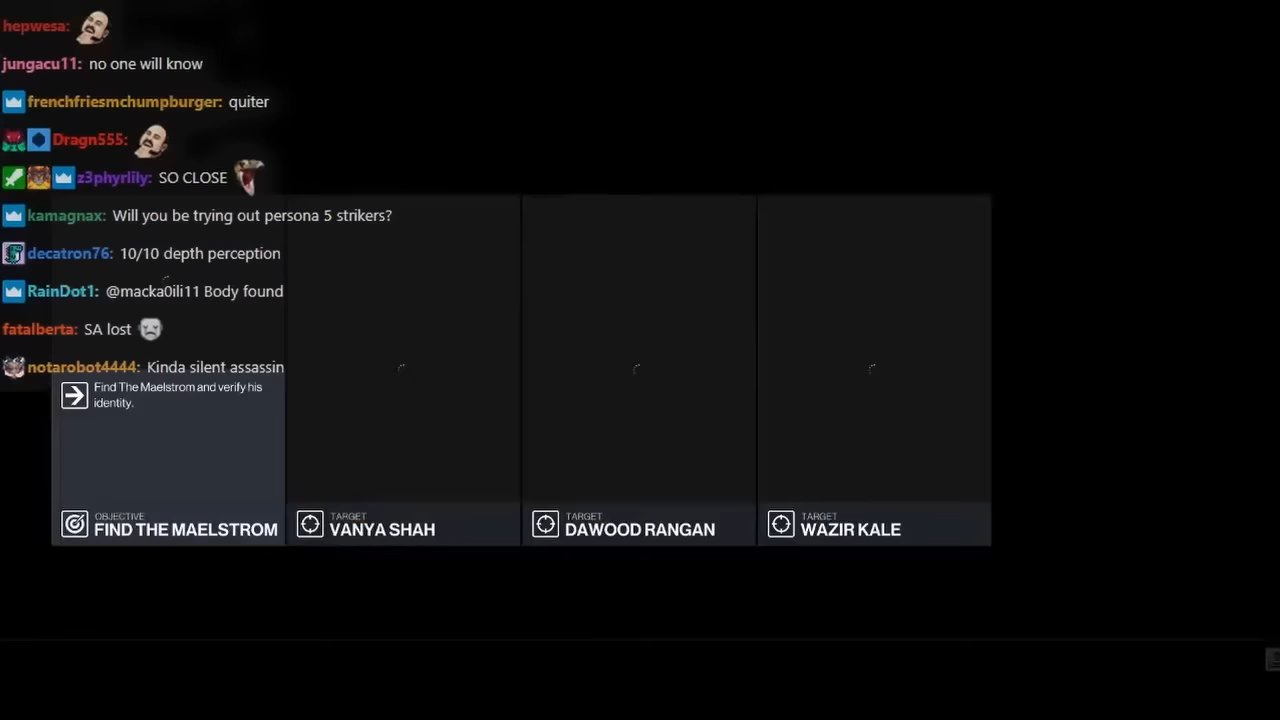 hepwesa:
jungacu11: no one will know
frenchfriesmchumpburger: quiter
Dragn555:
z3phyrlily: SO CLOSE
kamagnax: Will you be trying out persona 5 strikers?
decatron76: 10/10 depth perception
RainDot1: @macka0ili11 Body found
fatalberta: SA lost
notarobot4444: Kinda silent assassin
Find The Maelstrom and verify his
identity.
OBJECTIVE
FIND THE MAELSTROM
TARGET
VANYA SHAH
TARGET
DAWOOD RANGAN
TARGET
WAZIR KALE